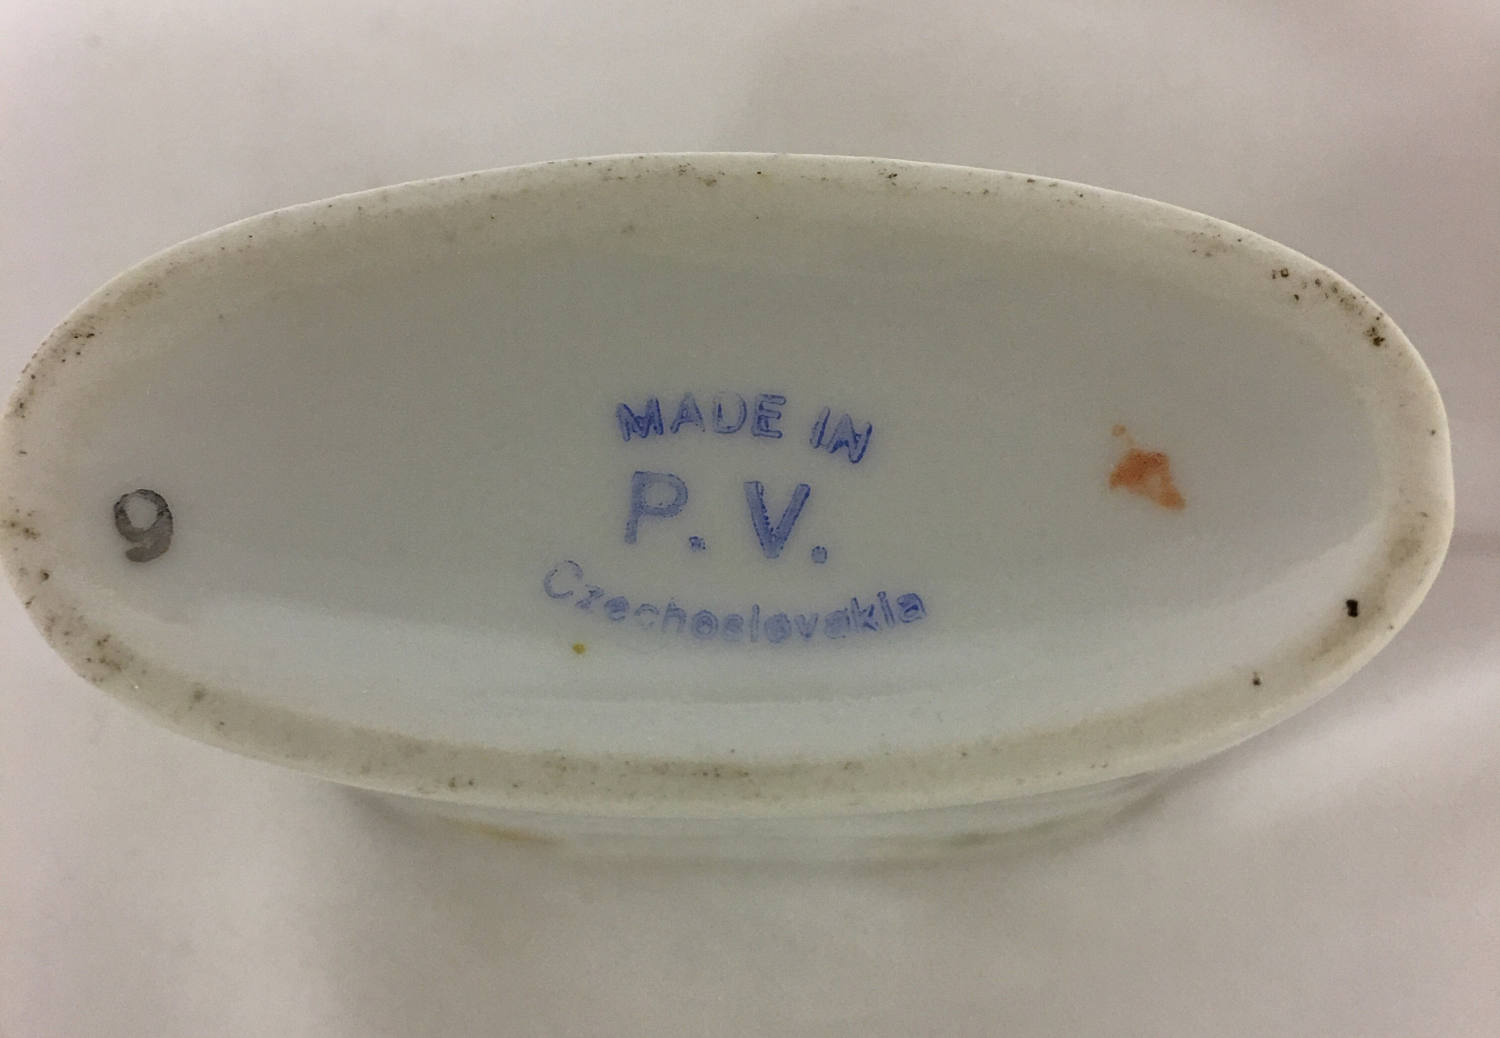 MADE IN
P. V.
Czechoslovakia
9